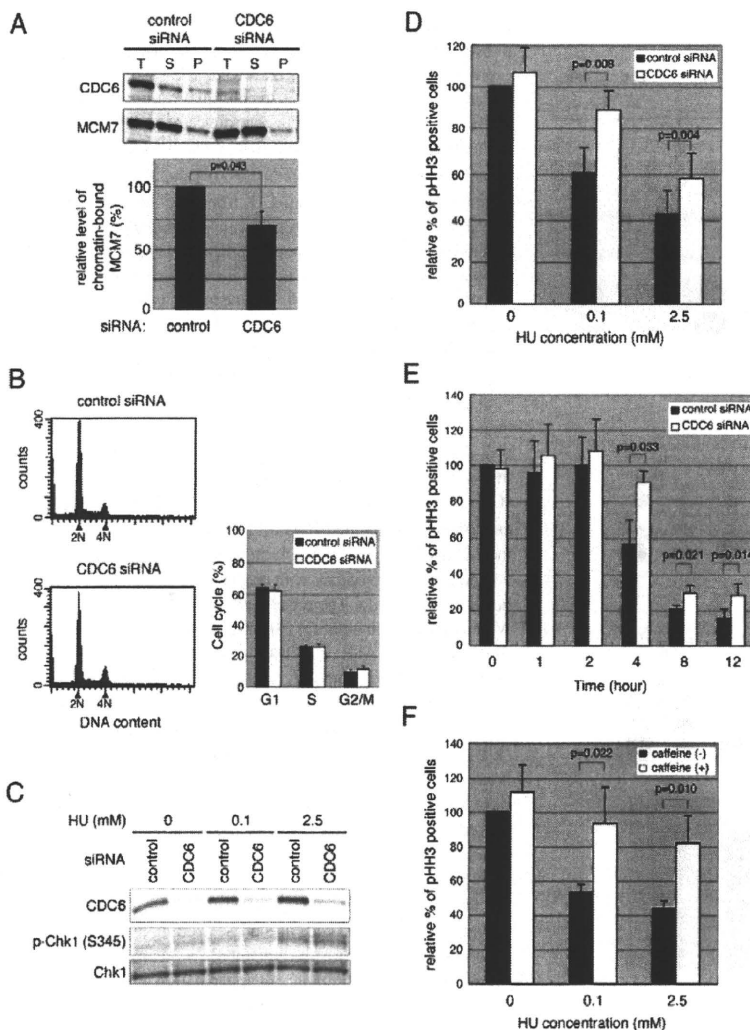 A
control siRNA
CDC6 siRNA
T S P T S P
CDC6
MCM7
p=0.043
relative level of chromatin-bound MCM7 (%)
100
75
50
25
0
siRNA: control CDC6
B
control siRNA
400
counts
0
2N 4N
CDC6 siRNA
400
counts
0
2N 4N
DNA content
control siRNA
CDC6 siRNA
Cell cycle (%)
100
80
60
40
20
0
G1 S G2/M
C
HU (mM) 0 0.1 2.5
siRNA control CDC6 control CDC6 control CDC6
CDC6
p-Chk1 (S345)
Chk1
D
control siRNA
CDC6 siRNA
p=0.008
p=0.004
relative % of pHH3 positive cells
120
100
80
60
40
20
0
0 0.1 2.5
HU concentration (mM)
E
control siRNA
CDC6 siRNA
p=0.033
p=0.021
p=0.014
relative % of pHH3 positive cells
140
120
100
80
60
40
20
0
0 1 2 4 8 12
Time (hour)
F
caffeine (-)
caffeine (+)
p=0.022
p=0.010
relative % of pHH3 positive cells
140
120
100
80
60
40
20
0
0 0.1 2.5
HU concentration (mM)